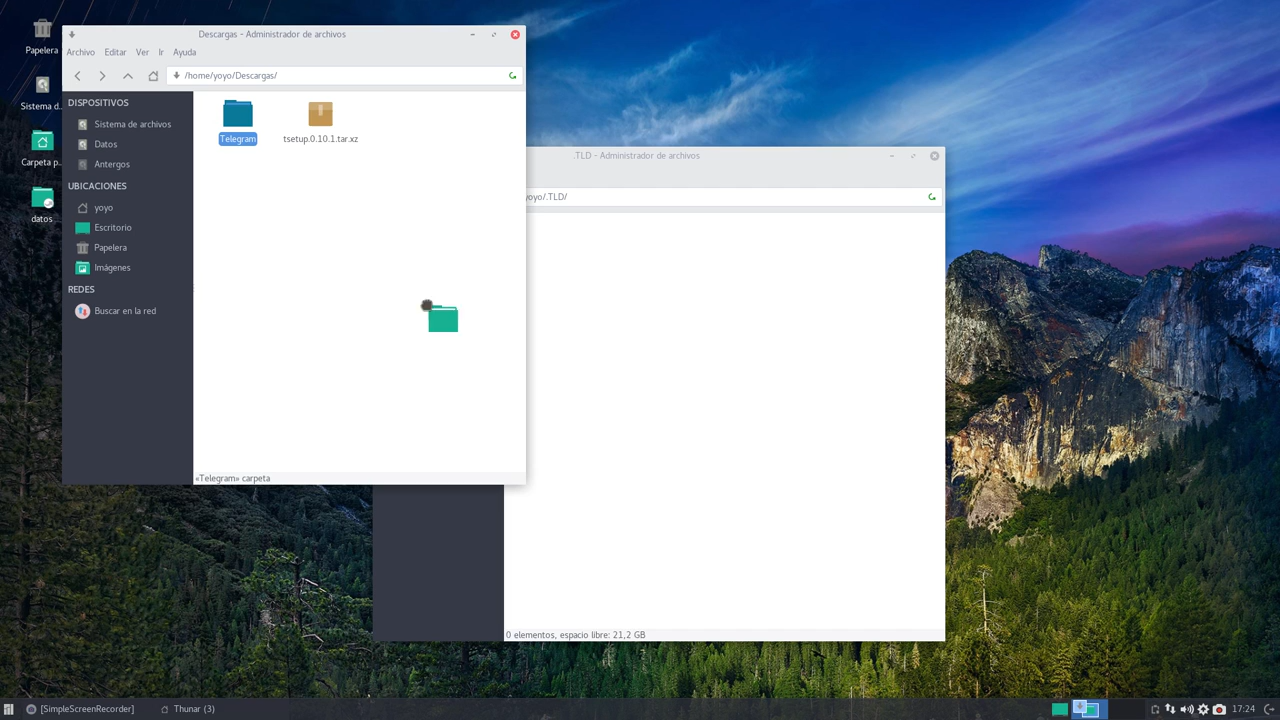 Papelera
Sistema d...
Carpeta p...
datos
Descargas - Administrador de archivos
Archivo Editar Ver Ir Ayuda
/home/yoyo/Descargas/
DISPOSITIVOS
Sistema de archivos
Datos
Antergos
UBICACIONES
yoyo
Escritorio
Papelera
Imágenes
REDES
Buscar en la red
Telegram
tsetup.0.10.1.tar.xz
«Telegram» carpeta
.TLD - Administrador de archivos
yoyo/.TLD/
0 elementos, espacio libre: 21,2 GB
[SimpleScreenRecorder]
Thunar (3)
17:24